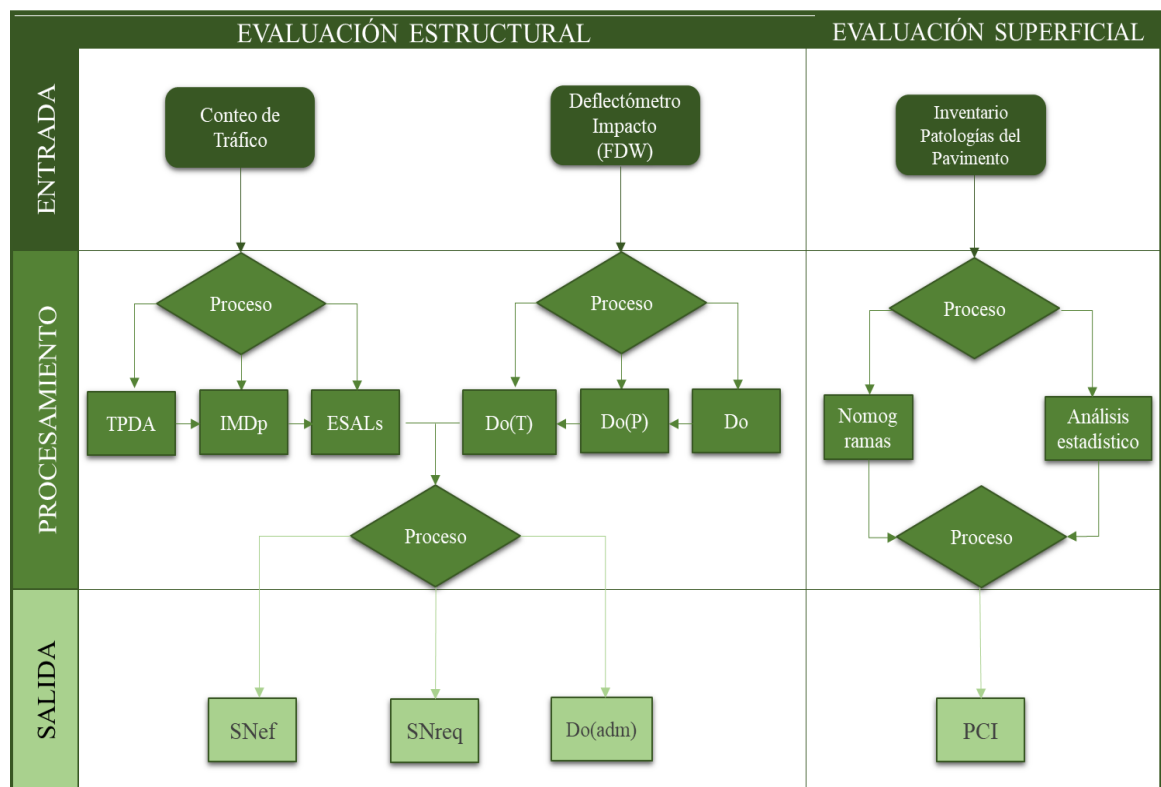 EVALUACIÓN ESTRUCTURAL
EVALUACIÓN SUPERFICIAL
ENTRADA
Conteo de
Tráfico
Deflectómetro
Impacto
(FDW)
Inventario
Patologías del
Pavimento
PROCESAMIENTO
Proceso
Proceso
Proceso
TPDA
IMDp
ESALs
Do(T)
Do(P)
Do
Nomog
ramas
Análisis
estadístico
Proceso
Proceso
SALIDA
SNef
SNreq
Do(adm)
PCI